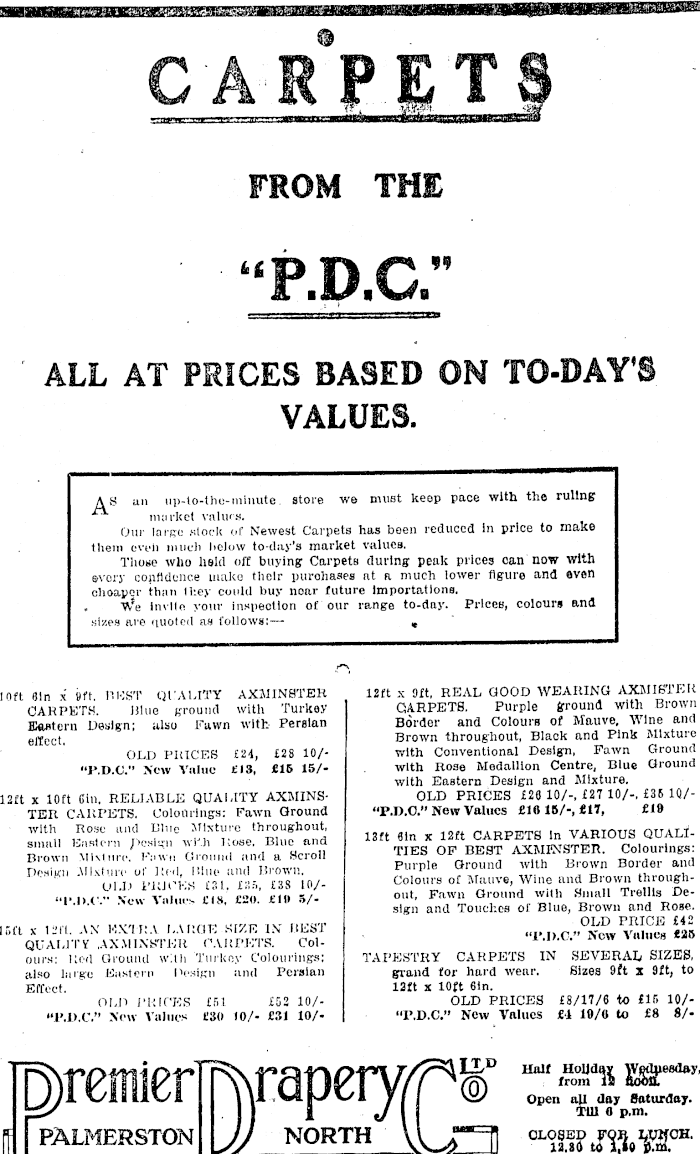 CARPETS
FROM THE
"P.D.C."
ALL AT PRICES BASED ON TO-DAY'S
VALUES.
As an up-to-the-minute store we must keep pace with the ruling
market values.
Our large stock of Newest Carpets has been reduced in price to make
them even much below to-day's market values.
Those who held off buying Carpets during peak prices can now with
every confidence make their purchases at a much lower figure and even
cheaper than they could buy near future importations.
We invite your inspection of our range to-day. Prices, colours and
sizes are quoted as follows:—
10ft 6in x 9ft. BEST QUALITY AXMINSTER
CARPETS. Blue ground with Turkey
Eastern Design; also Fawn with Persian
effect.
OLD PRICES £24, £28 10/-
"P.D.C." New Value £13, £15 15/-
12ft x 10ft 6in. RELIABLE QUALITY AXMINS-
TER CARPETS. Colourings: Fawn Ground
with Rose and Blue Mixture throughout,
small Eastern Design with Rose, Blue and
Brown Mixture, Fawn Ground and a Scroll
Design Mixture of Red, Blue and Brown.
OLD PRICES £31, £35, £38 10/-
"P.D.C." New Values £18, £20, £19 5/-
15ft x 12ft. AN EXTRA LARGE SIZE IN BEST
QUALITY AXMINSTER CARPETS. Col-
ours: Red Ground with Turkey Colourings;
also large Eastern Design and Persian
Effect.
OLD PRICES £51 £52 10/-
"P.D.C." New Values £30 10/- £31 10/-
12ft x 9ft, REAL GOOD WEARING AXMISTER
CARPETS. Purple ground with Brown
Border and Colours of Mauve, Wine and
Brown throughout, Black and Pink Mixture
with Conventional Design, Fawn Ground
with Rose Medallion Centre, Blue Ground
with Eastern Design and Mixture.
OLD PRICES £26 10/-, £27 10/-, £35 10/-
"P.D.C." New Values £16 15/-, £17, £19
13ft 6in x 12ft CARPETS in VARIOUS QUALI-
TIES OF BEST AXMINSTER. Colourings:
Purple Ground with Brown Border and
Colours of Mauve, Wine and Brown through-
out, Fawn Ground with Small Trellis De-
sign and Touches of Blue, Brown and Rose.
OLD PRICE £42
"P.D.C." New Values £25
TAPESTRY CARPETS IN SEVERAL SIZES,
grand for hard wear. Sizes 9ft x 9ft, to
12ft x 10ft 6in.
OLD PRICES £8/17/6 to £15 10/-
"P.D.C." New Values £4 19/6 to £8 8/-
Premier Drapery Co LTD
PALMERSTON NORTH
Half Holiday Wednesday,
from 12 noon.
Open all day Saturday.
Till 6 p.m.
CLOSED FOR LUNCH.
12.30 to 1.30 p.m.